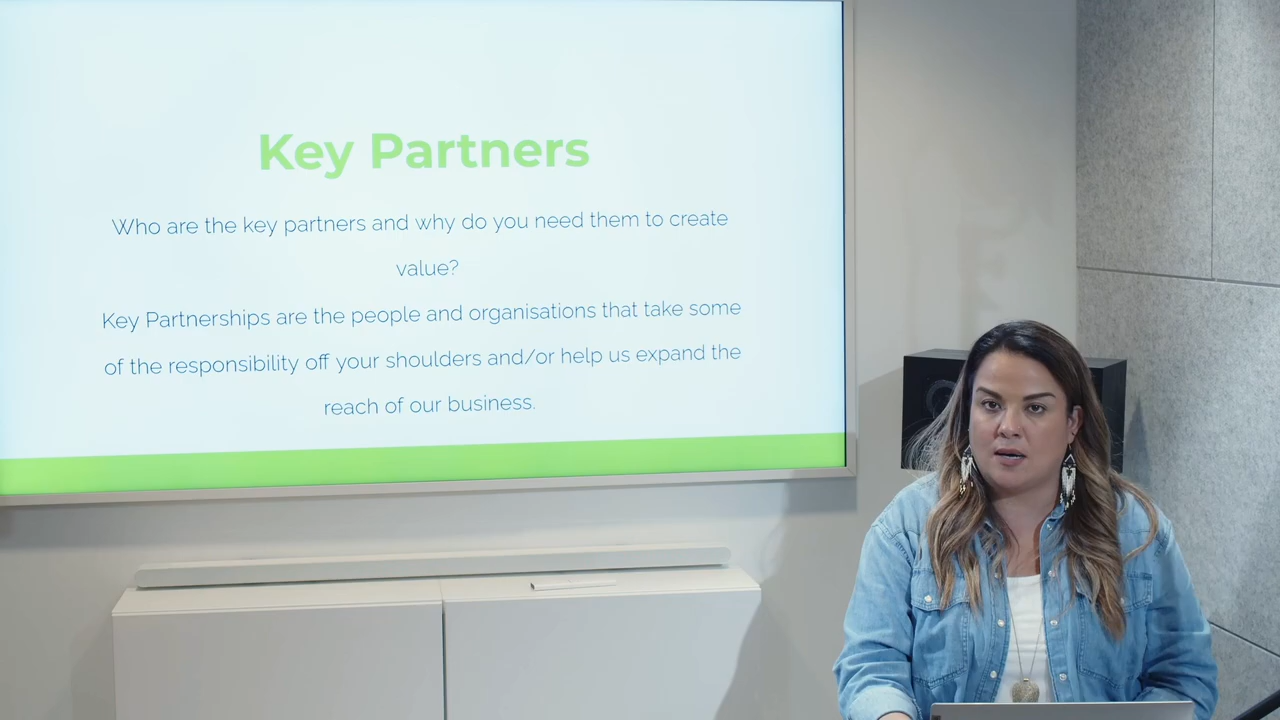 Key Partners
Who are the key partners and why do you need them to create
value?
Key Partnerships are the people and organisations that take some
of the responsibility off your shoulders and/or help us expand the
reach of our business.